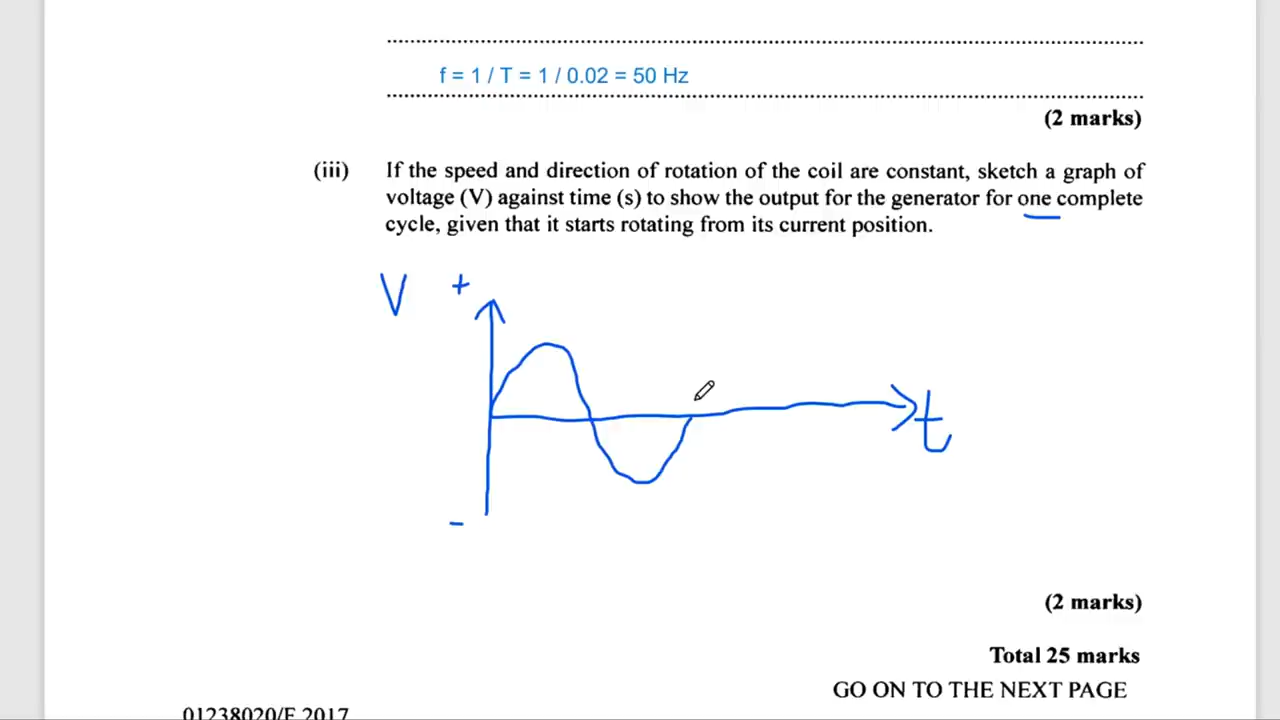 f = 1 / T = 1 / 0.02 = 50 Hz
(2 marks)
(iii) If the speed and direction of rotation of the coil are constant, sketch a graph of
voltage (V) against time (s) to show the output for the generator for one complete
cycle, given that it starts rotating from its current position.
V +
t
-
(2 marks)
Total 25 marks
GO ON TO THE NEXT PAGE
01238020/F 2017